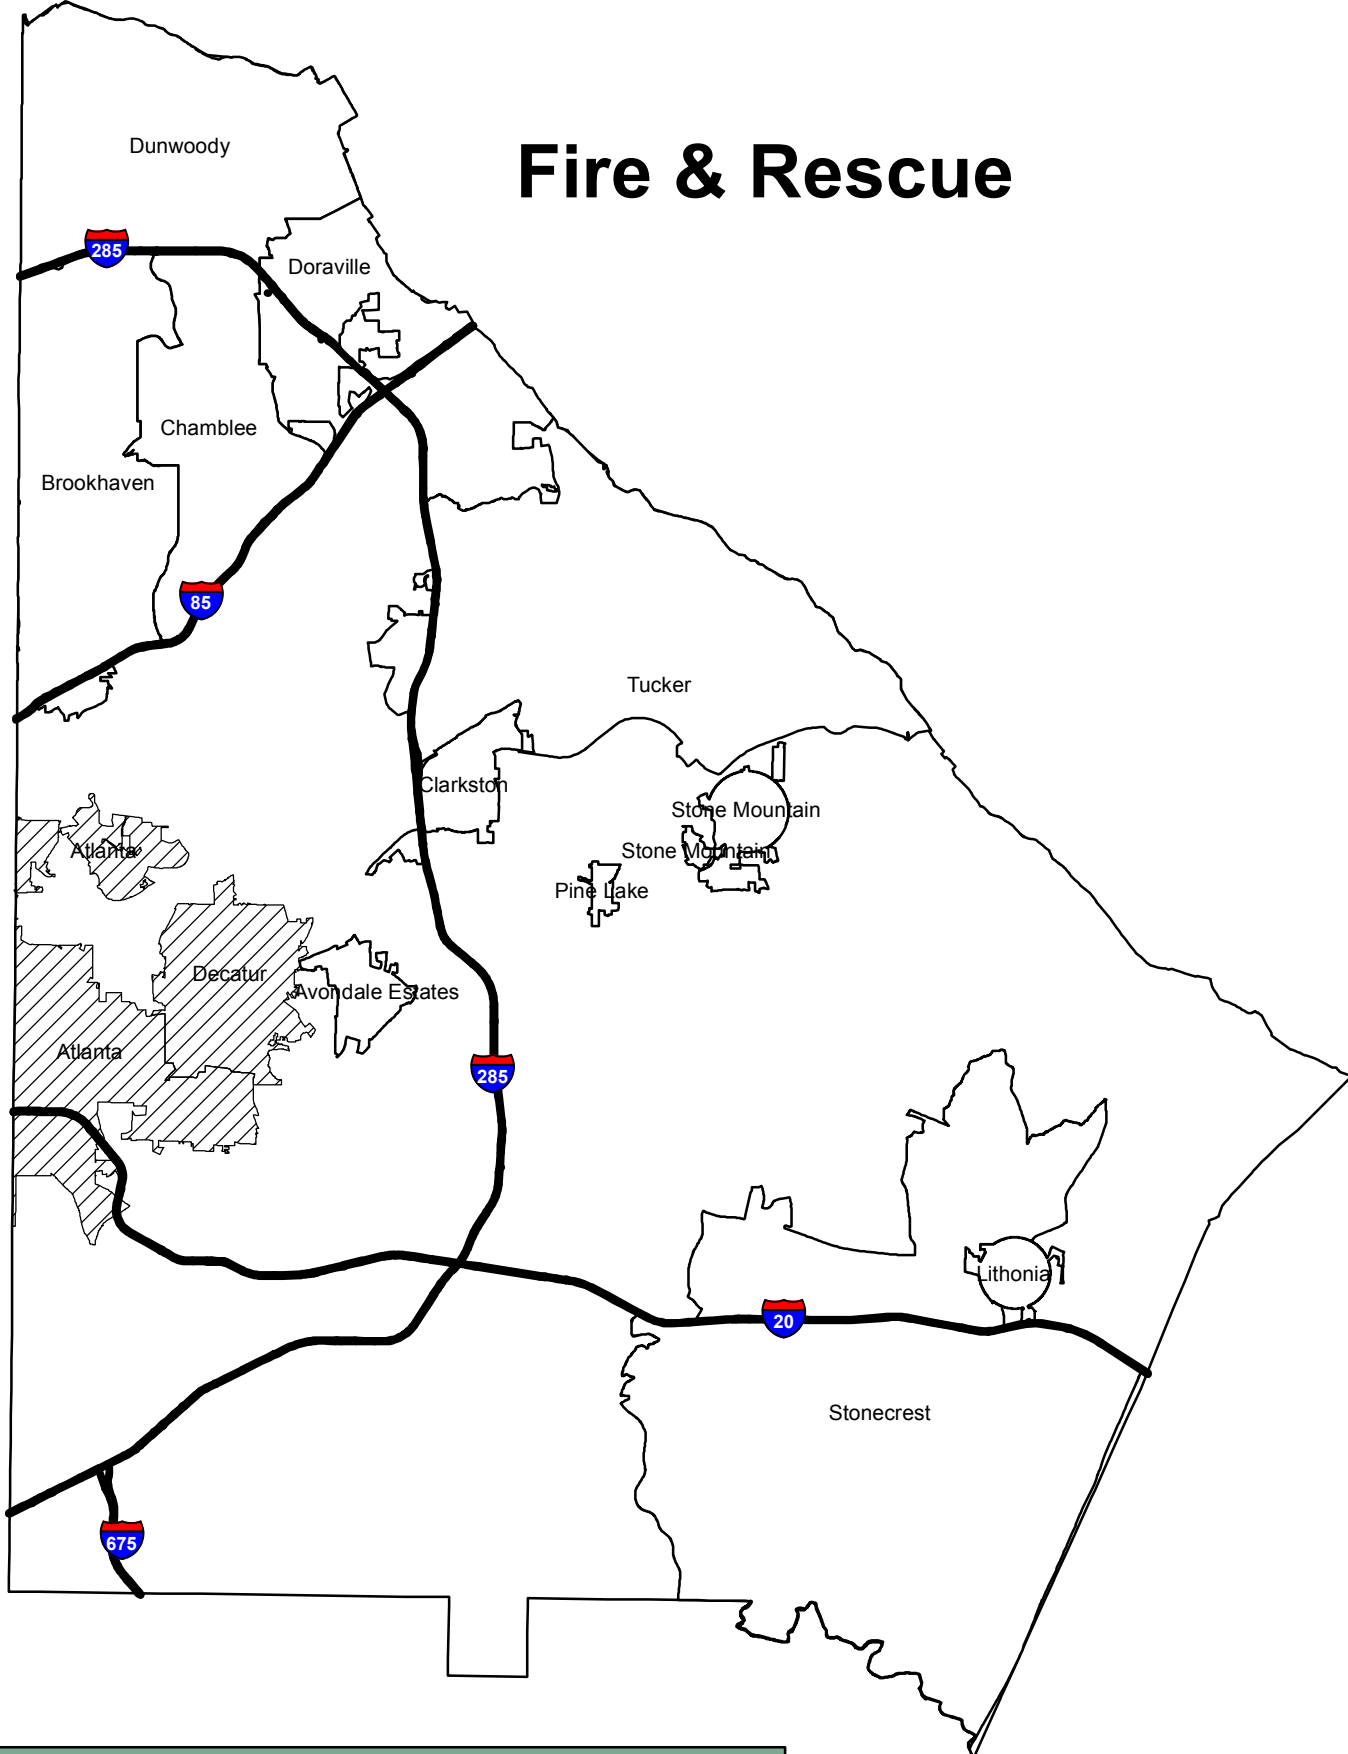 Dunwoody
Fire & Rescue
285
Doraville
Chamblee
Brookhaven
85
Tucker
Clarkston
Stone Mountain
Atlanta
Stone Mountain
Pine Lake
Decatur
Avondale Estates
Atlanta
285
Lithonia
20
Stonecrest
675